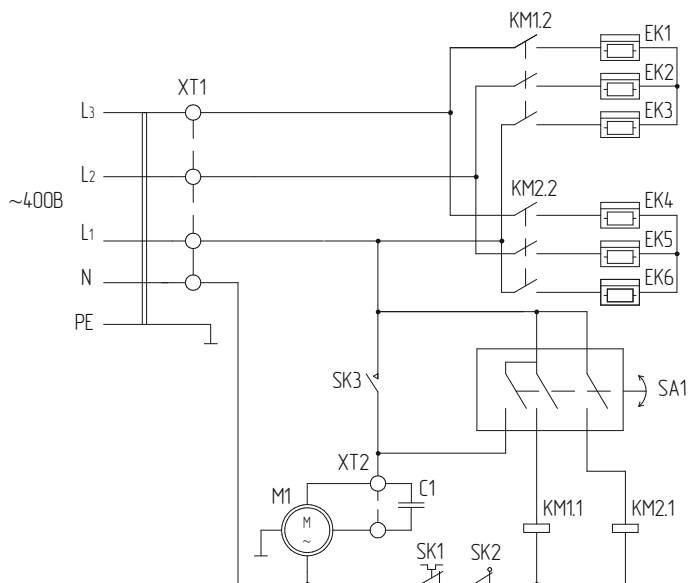 KM1.2
EK1
EK2
EK3
XT1
L3
L2
~400В
L1
N
PE
KM2.2
EK4
EK5
EK6
SK3
SA1
XT2
C1
M1
M
~
KM1.1
KM2.1
SK1
SK2